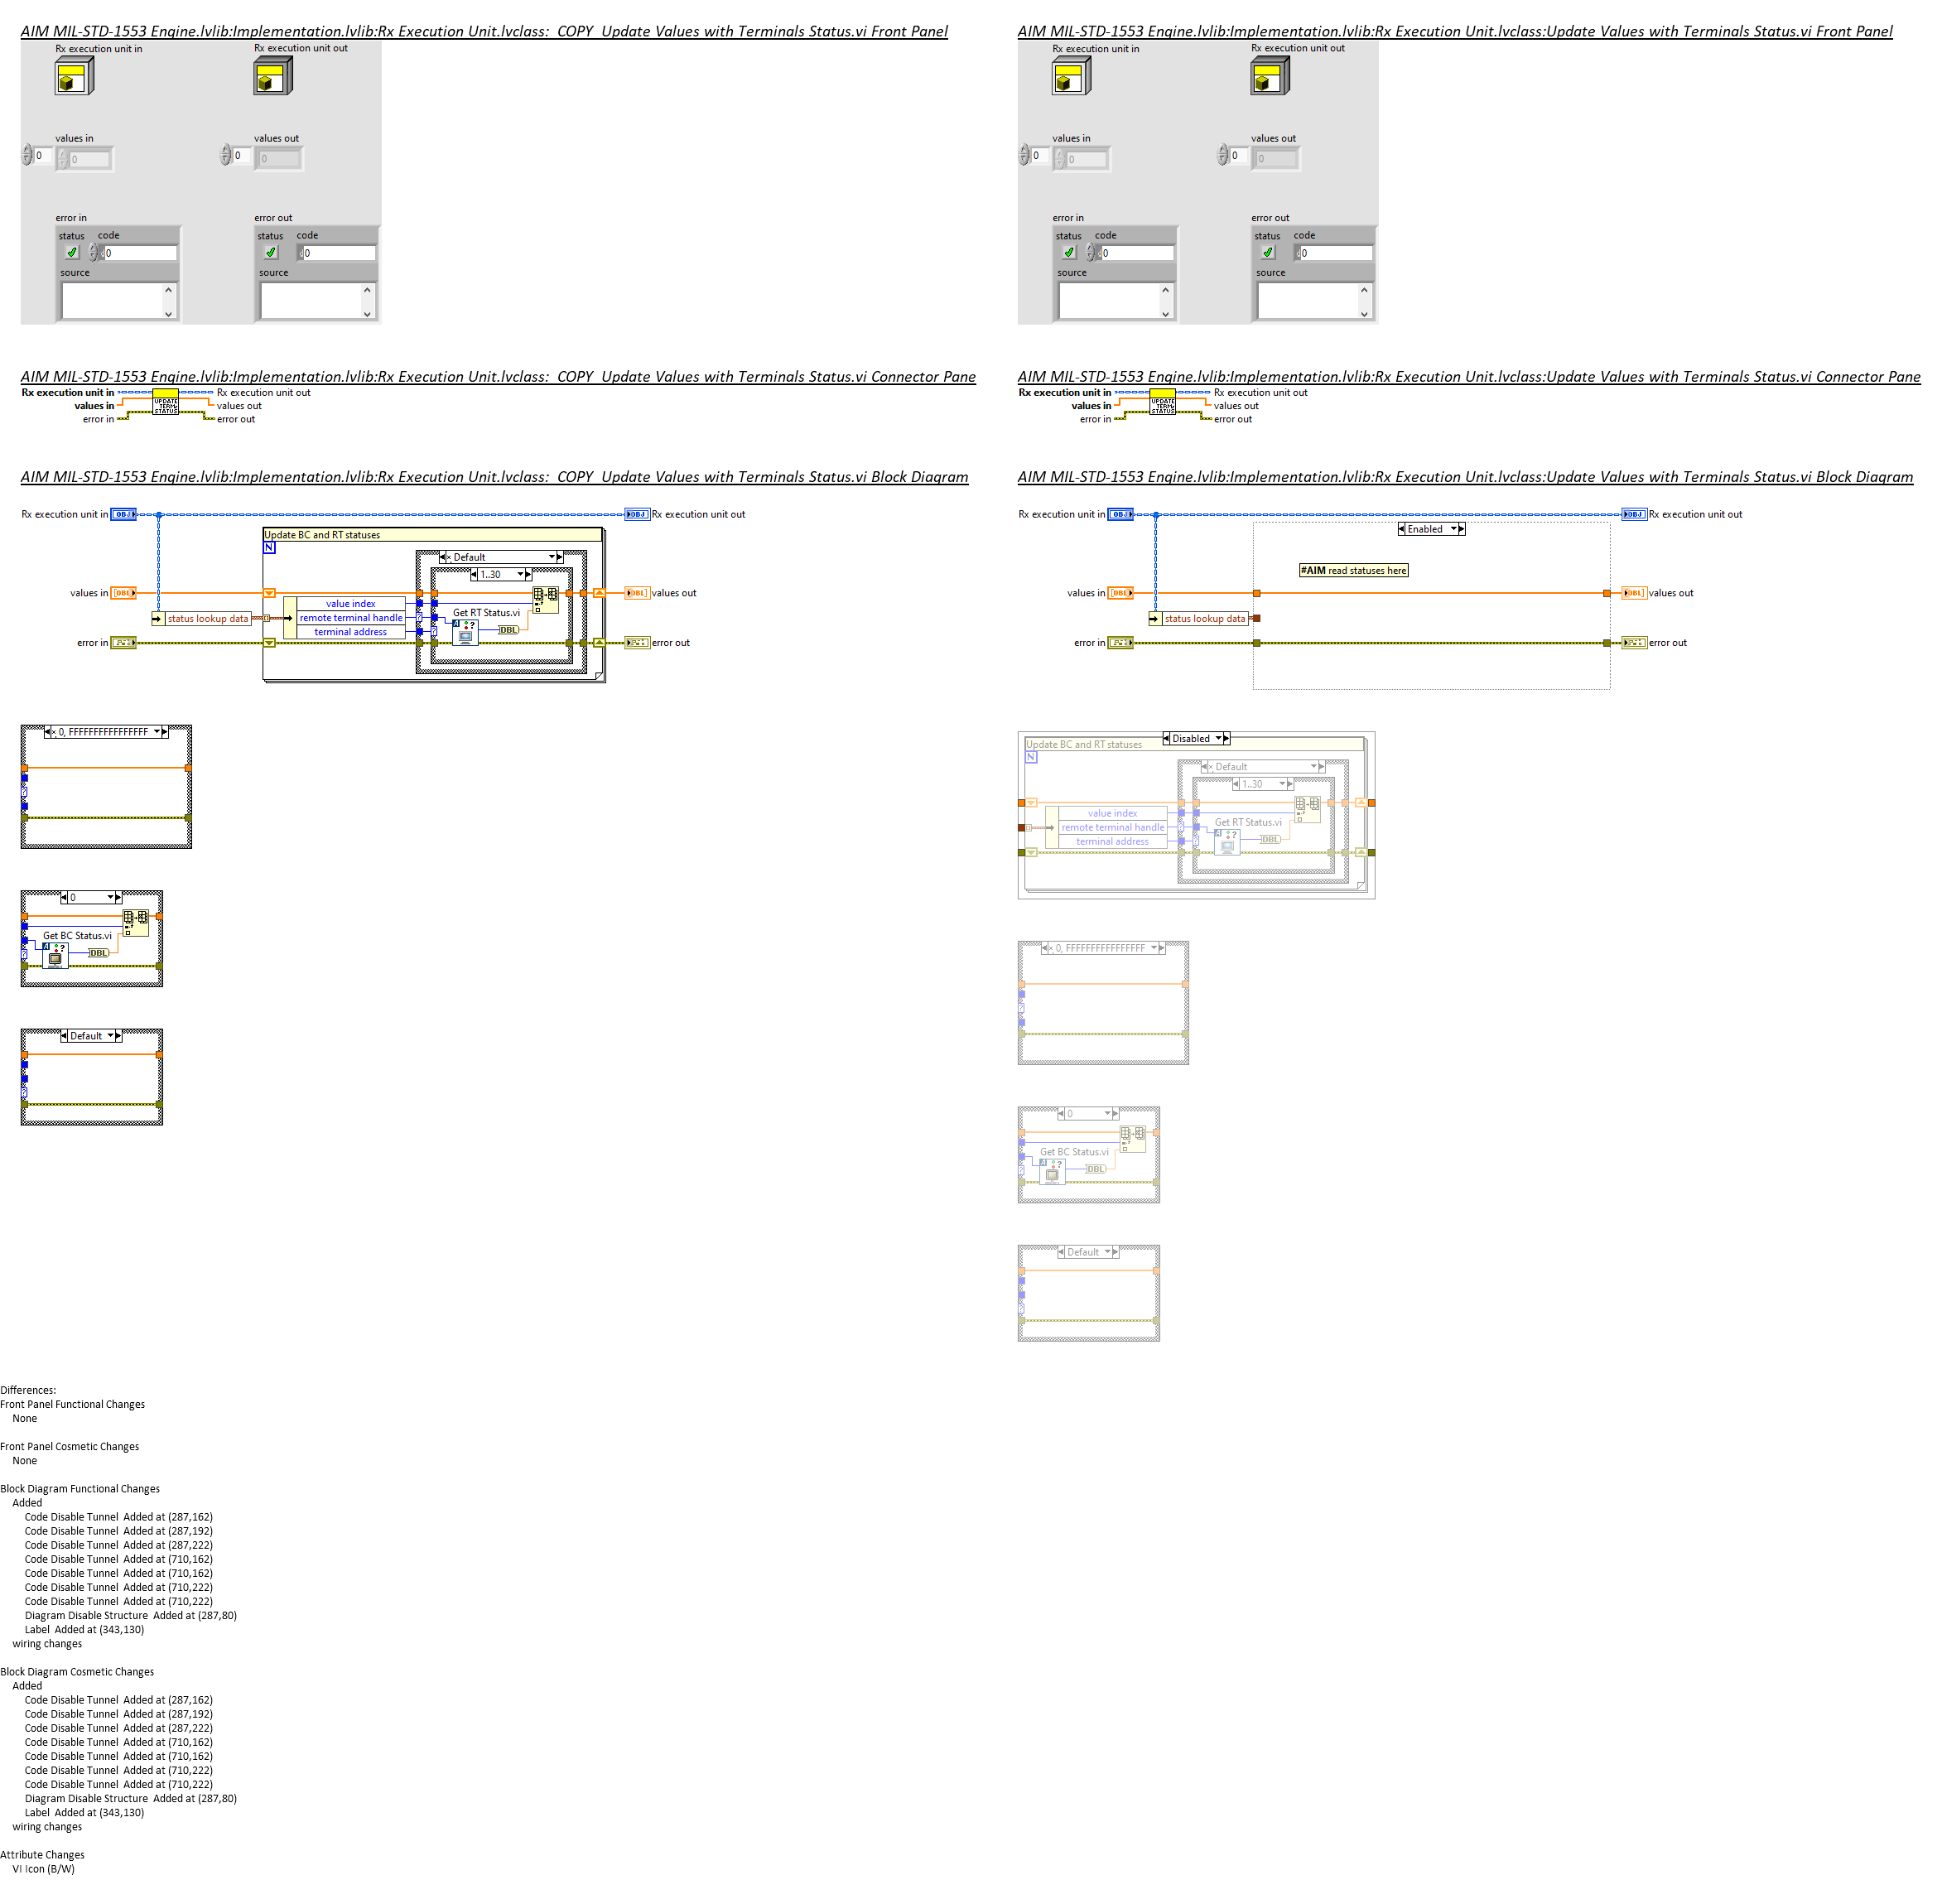 AIM MIL-STD-1553 Engine.lvlib:Implementation.lvlib:Rx Execution Unit.lvclass:  COPY  Update Values with Terminals Status.vi Front Panel
Rx execution unit in
Rx execution unit out
values in
values out
0
0
0
0
error in
error out
status code
status code
0
0
source
source
AIM MIL-STD-1553 Engine.lvlib:Implementation.lvlib:Rx Execution Unit.lvclass:Update Values with Terminals Status.vi Front Panel
Rx execution unit in
Rx execution unit out
values in
values out
0
0
0
0
error in
error out
status code
status code
0
0
source
source
AIM MIL-STD-1553 Engine.lvlib:Implementation.lvlib:Rx Execution Unit.lvclass:  COPY  Update Values with Terminals Status.vi Connector Pane
Rx execution unit in
Rx execution unit out
values in
values out
error in
error out
UPDATE
TERM.
STATUS
AIM MIL-STD-1553 Engine.lvlib:Implementation.lvlib:Rx Execution Unit.lvclass:Update Values with Terminals Status.vi Connector Pane
Rx execution unit in
Rx execution unit out
values in
values out
error in
error out
UPDATE
TERM.
STATUS
AIM MIL-STD-1553 Engine.lvlib:Implementation.lvlib:Rx Execution Unit.lvclass:  COPY  Update Values with Terminals Status.vi Block Diagram
Rx execution unit in
OBJ
OBJ
Rx execution unit out
Update BC and RT statuses
N
Default
1..30
values in
DBL
DBL
values out
value index
Get RT Status.vi
status lookup data
remote terminal handle
DBL
terminal address
error in
error out
x 0, FFFFFFFFFFFFFFFF
0
Get BC Status.vi
DBL
Default
AIM MIL-STD-1553 Engine.lvlib:Implementation.lvlib:Rx Execution Unit.lvclass:Update Values with Terminals Status.vi Block Diagram
Rx execution unit in
OBJ
OBJ
Rx execution unit out
Enabled
#AIM read statuses here
values in
DBL
DBL
values out
status lookup data
error in
error out
Disabled
Update BC and RT statuses
N
Default
1..30
value index
Get RT Status.vi
remote terminal handle
DBL
terminal address
x 0, FFFFFFFFFFFFFFFF
0
Get BC Status.vi
DBL
Default
Differences:
Front Panel Functional Changes
None
Front Panel Cosmetic Changes
None
Block Diagram Functional Changes
Added
Code Disable Tunnel  Added at (287,162)
Code Disable Tunnel  Added at (287,192)
Code Disable Tunnel  Added at (287,222)
Code Disable Tunnel  Added at (710,162)
Code Disable Tunnel  Added at (710,162)
Code Disable Tunnel  Added at (710,222)
Code Disable Tunnel  Added at (710,222)
Diagram Disable Structure  Added at (287,80)
Label  Added at (343,130)
wiring changes
Block Diagram Cosmetic Changes
Added
Code Disable Tunnel  Added at (287,162)
Code Disable Tunnel  Added at (287,192)
Code Disable Tunnel  Added at (287,222)
Code Disable Tunnel  Added at (710,162)
Code Disable Tunnel  Added at (710,162)
Code Disable Tunnel  Added at (710,222)
Code Disable Tunnel  Added at (710,222)
Diagram Disable Structure  Added at (287,80)
Label  Added at (343,130)
wiring changes
Attribute Changes
VI Icon (B/W)